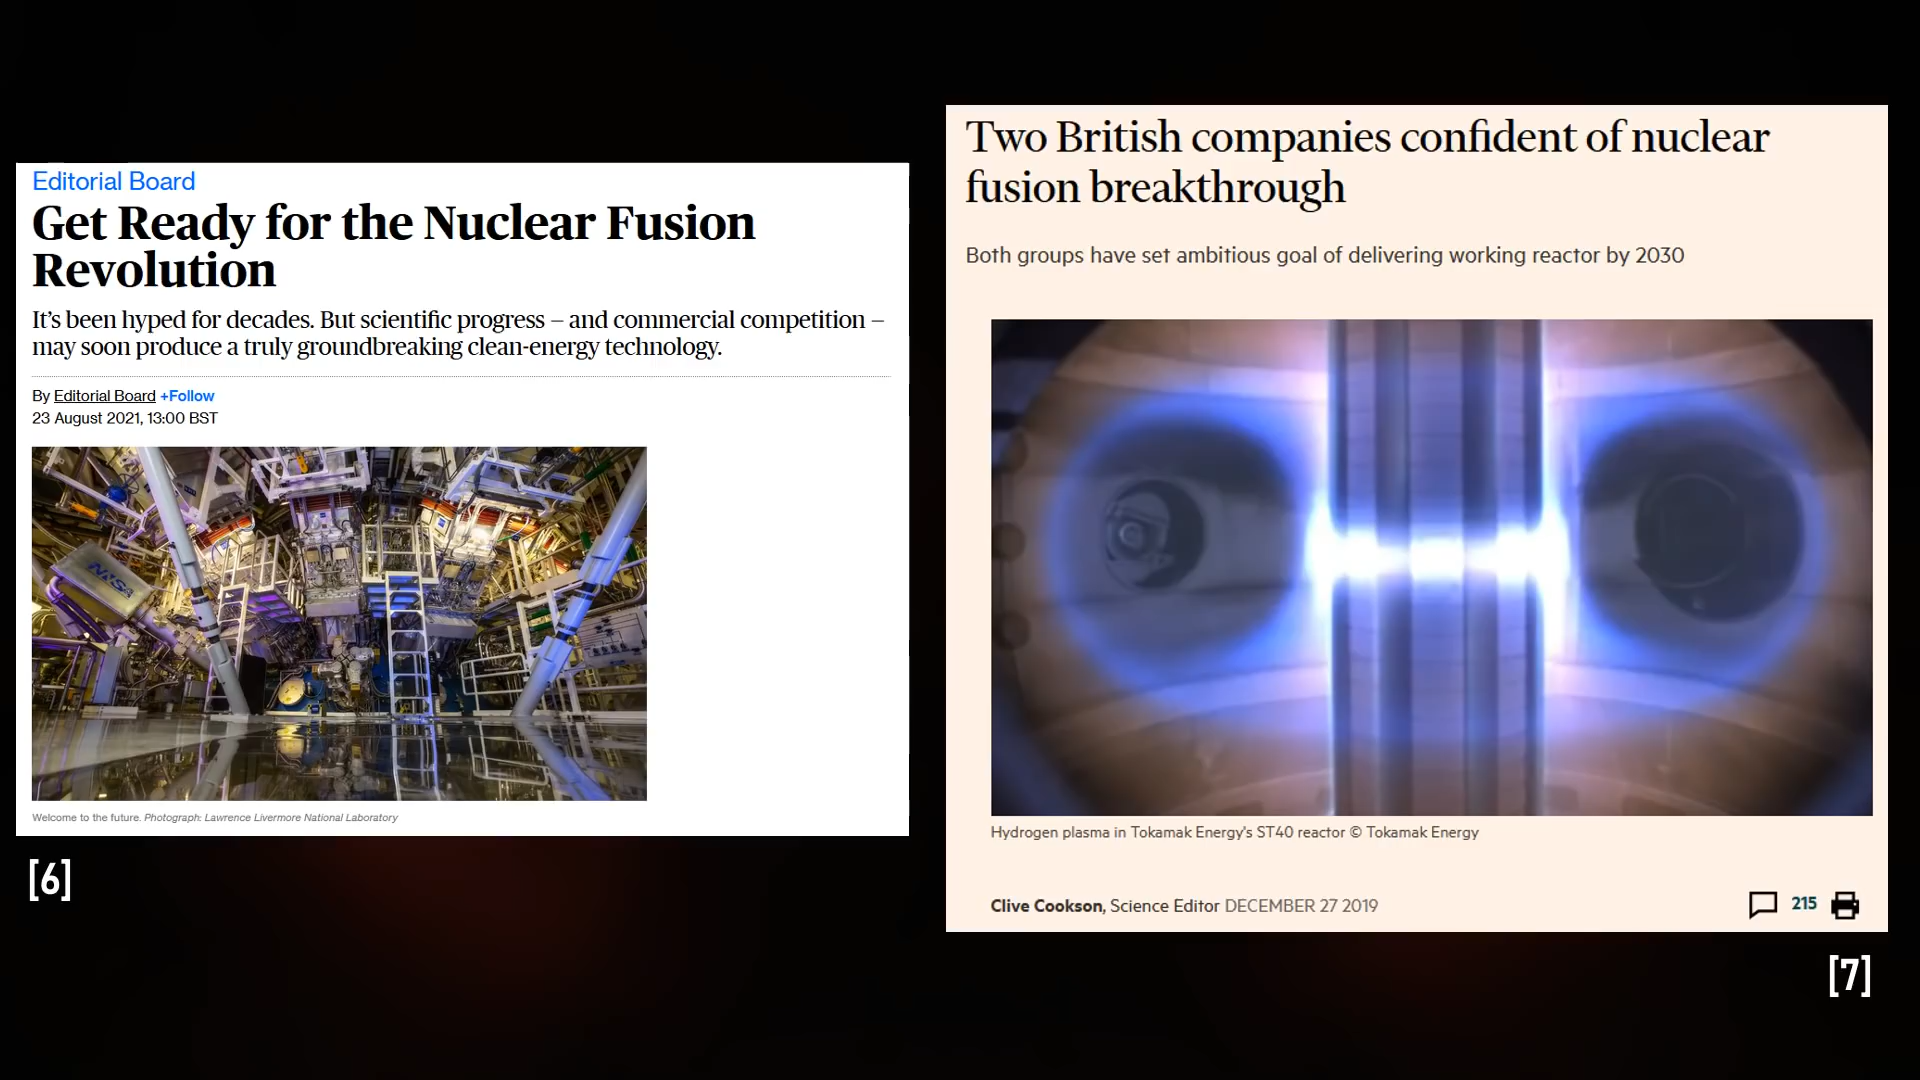 Editorial Board
Get Ready for the Nuclear Fusion
Revolution
It's been hyped for decades. But scientific progress – and commercial competition –
may soon produce a truly groundbreaking clean-energy technology.
By Editorial Board +Follow
23 August 2021, 13:00 BST
Welcome to the future. Photograph: Lawrence Livermore National Laboratory
[6]
Two British companies confident of nuclear
fusion breakthrough
Both groups have set ambitious goal of delivering working reactor by 2030
Hydrogen plasma in Tokamak Energy's ST40 reactor © Tokamak Energy
Clive Cookson, Science Editor DECEMBER 27 2019
215
[7]